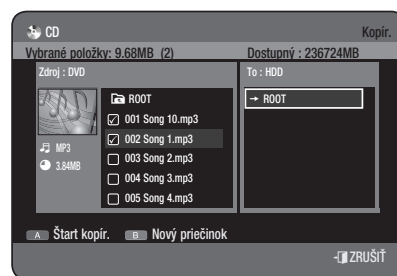 CD Kopír.
Vybrané položky: 9.68MB (2) Dostupný : 236724MB
Zdroj : DVD To : HDD
ROOT → ROOT
001 Song 10.mp3
002 Song 1.mp3
MP3 003 Song 2.mp3
3.84MB 004 Song 3.mp3
005 Song 4.mp3
A Štart kopír. B Nový priečinok
ZRUŠIŤ